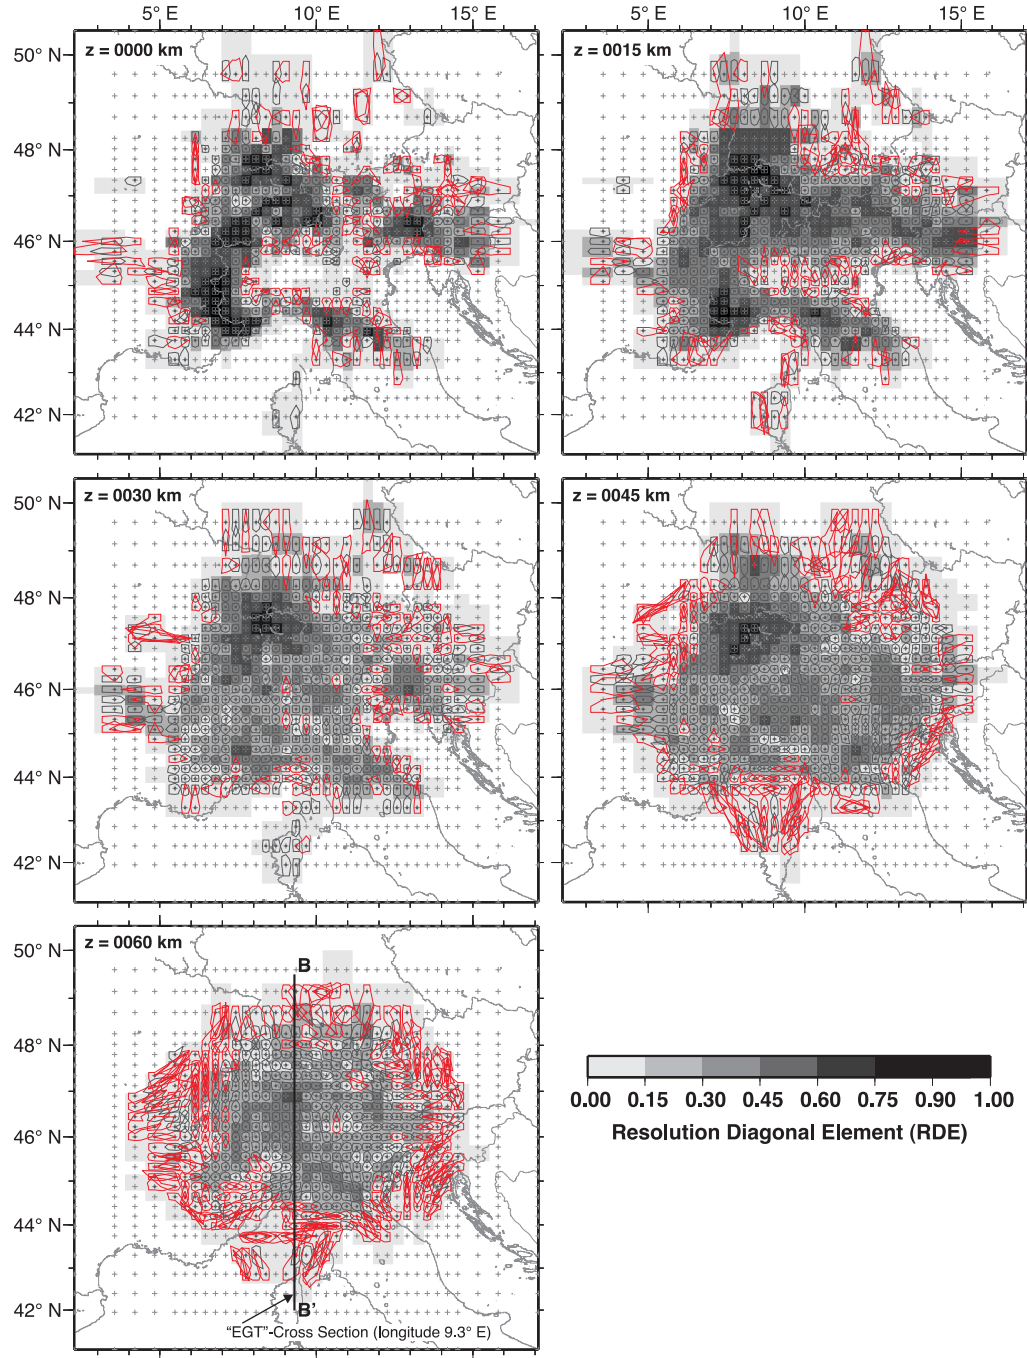 5° E 10° E 15° E 5° E 10° E 15° E
50° N
48° N
46° N
44° N
42° N
z = 0000 km
z = 0015 km
50° N
48° N
46° N
44° N
42° N
z = 0030 km
z = 0045 km
50° N
48° N
46° N
44° N
42° N
z = 0060 km
B
B'
"EGT"-Cross Section (longitude 9.3° E)
0.00 0.15 0.30 0.45 0.60 0.75 0.90 1.00
Resolution Diagonal Element (RDE)